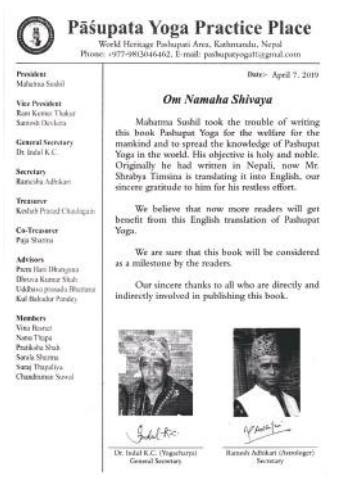 Pāśupata Yoga Practice Place
World Heritage Pashupati Area, Kathmandu, Nepal
Phone: +977-9813046462, E-mail: pashupatyogatt@gmail.com
President
Mahatma Sushil
Vice President
Ram Kumar Thakur
Santosh Devkota
General Secretary
Dr. Indal K.C.
Secretary
Ramesha Adhikari
Treasurer
Keshab Prasad Chaulagain
Co-Treasurer
Puja Sharma
Advisors
Prem Hari Dhungana
Dhruva Kumar Shah
Uddhava prasada Bhattarai
Kul Bahadur Pandey
Members
Vina Basnet
Nana Thapa
Pratiksha Shah
Sarala Sharma
Suraj Thapaliya
Chandraman Suwal
Date:- April 7, 2019
Om Namaha Shivaya
Mahatma Sushil took the trouble of writing
this book Pashupat Yoga for the welfare for the
mankind and to spread the knowledge of Pashupat
Yoga in the world. His objective is holy and noble.
Originally he had written in Nepali, now Mr.
Shrabya Timsina is translating it into English, our
sincere gratitude to him for his restless effort.
We believe that now more readers will get
benefit from this English translation of Pashupat
Yoga.
We are sure that this book will be considered
as a milestone by the readers.
Our sincere thanks to all who are directly and
indirectly involved in publishing this book.
Indal K.C.
Dr. Indal K.C. (Yogacharya)
General Secretary
Ramesh Adhikari (Astrologer)
Secretary